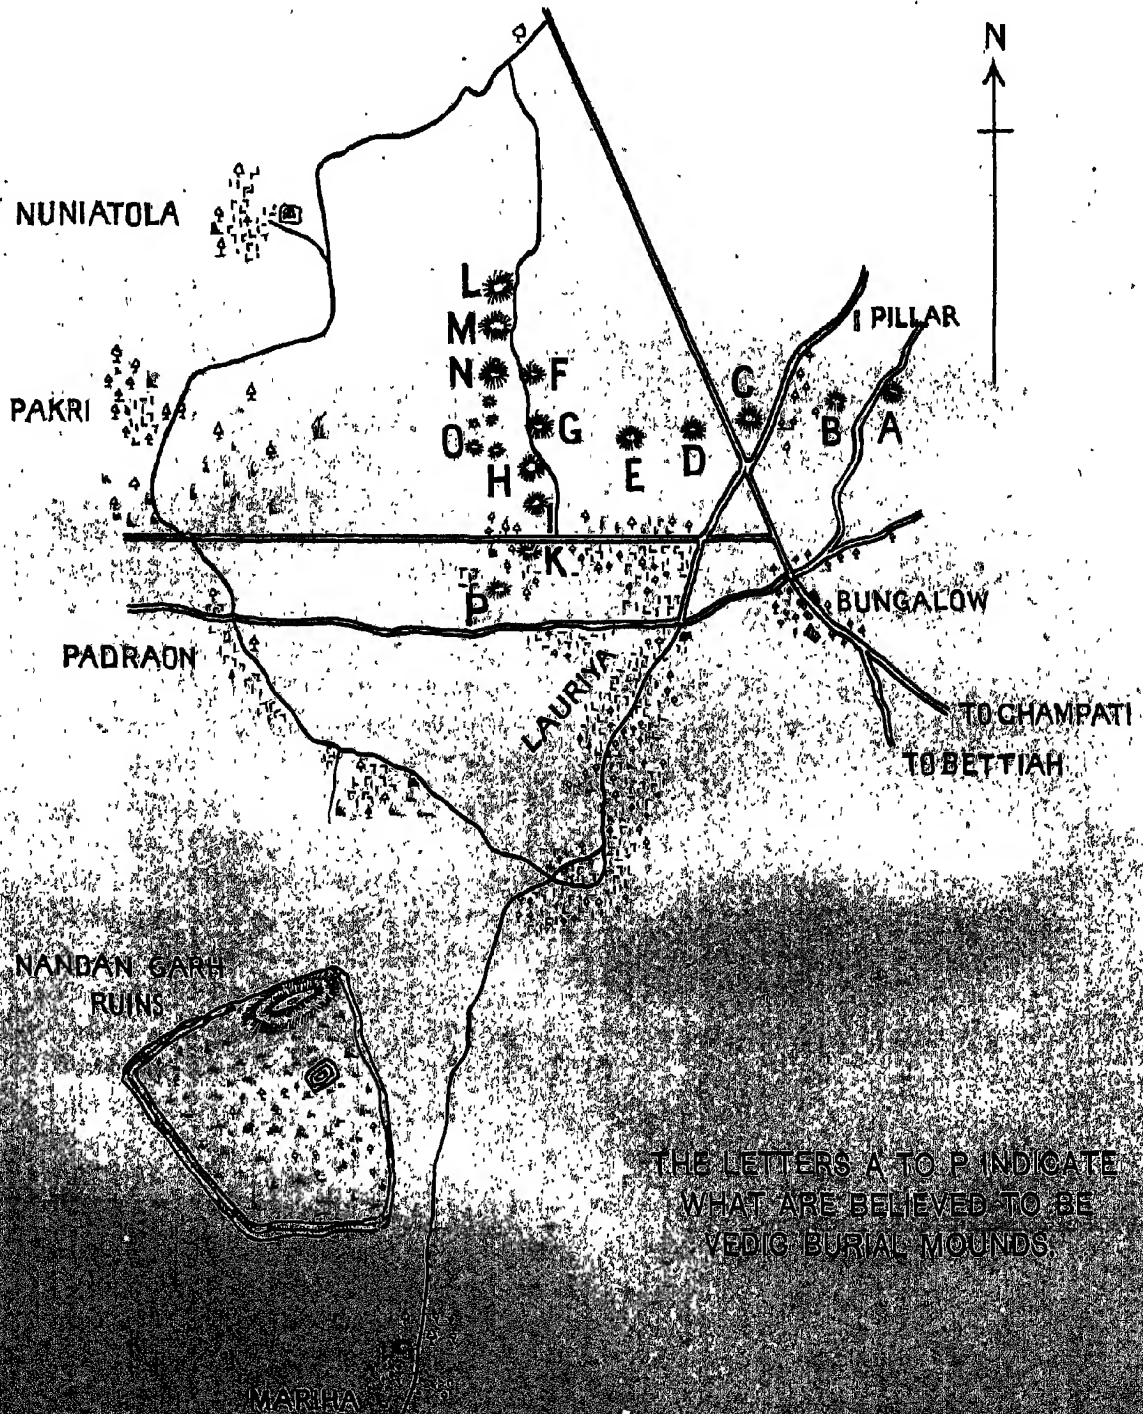 N
NUNIATOLA
L
PILLAR
M
N
F
C
PAKRI
O
G
B
A
H
E
D
I
K
P
BUNGALOW
PADRAON
LAURIYA
TO CHAMPATI
TO BETTIAH
NANDAN GARH
RUINS
THE LETTERS A TO P INDICATE
WHAT ARE BELIEVED TO BE
VEDIC BURIAL MOUNDS.
MARIHA